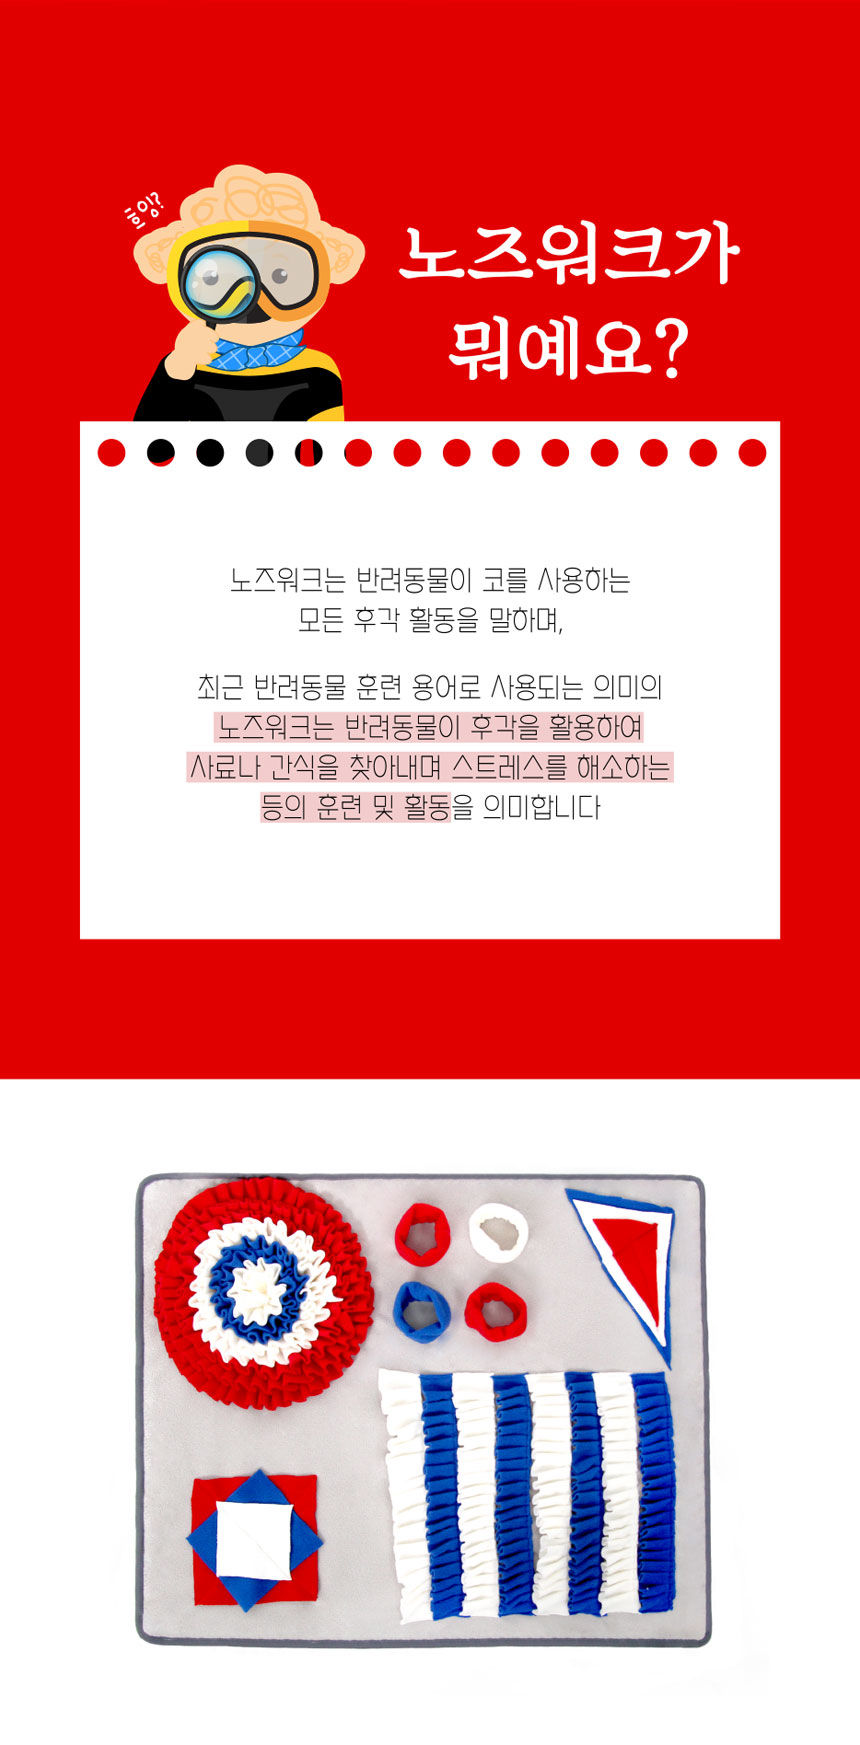 흐잉?
노즈워크가
뭐예요?
노즈워크는 반려동물이 코를 사용하는
모든 후각 활동을 말하며,
최근 반려동물 훈련 용어로 사용되는 의미의
노즈워크는 반려동물이 후각을 활용하여
사료나 간식을 찾아내며 스트레스를 해소하는
등의 훈련 및 활동을 의미합니다